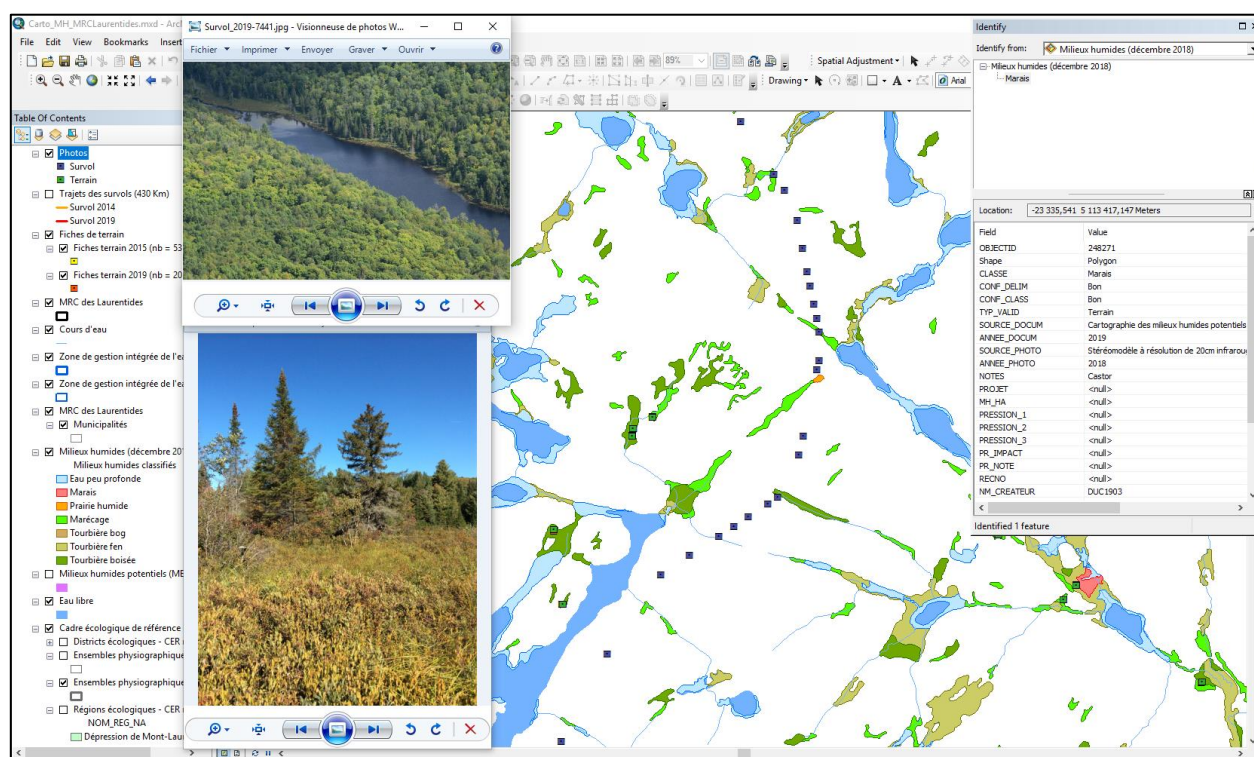 Carto_MH_MRCLaurentides.mxd - Arc
File Edit View Bookmarks Insert
89%
Spatial Adjustment
Drawing
A
Arial
Table Of Contents
Photos
Survol
Terrain
Trajets des survols (430 Km)
Survol 2014
Survol 2019
Fiches de terrain
Fiches terrain 2015 (nb = 53
Fiches terrain 2019 (nb = 20
MRC des Laurentides
Cours d'eau
Zone de gestion intégrée de l'ea
Zone de gestion intégrée de l'ea
MRC des Laurentides
Municipalités
Milieux humides (décembre 20
Milieux humides classifiés
Eau peu profonde
Marais
Prairie humide
Marécage
Tourbière bog
Tourbière fen
Tourbière boisée
Milieux humides potentiels (ME
Eau libre
Cadre écologique de référence
Districts écologiques - CER
Ensembles physiographique
Ensembles physiographique
Régions écologiques - CER
NOM_REG_NA
Dépression de Mont-Lau
Survol_2019-7441.jpg - Visionneuse de photos W...
Fichier Imprimer Envoyer Graver Ouvrir
Identify
Identify from: Milieux humides (décembre 2018)
Milieux humides (décembre 2018)
Marais
Location: -23 335,541 5 113 417,147 Meters
Field Value
OBJECTID 248271
Shape Polygon
CLASSE Marais
CONF_DELIM Bon
CONF_CLASS Bon
TYP_VALID Terrain
SOURCE_DOCUM Cartographie des milieux humides potentiels
ANNEE_DOCUM 2019
SOURCE_PHOTO Stéréomodèle à résolution de 20cm infraroug
ANNEE_PHOTO 2018
NOTES Castor
PROJET <null>
MH_HA <null>
PRESSION_1 <null>
PRESSION_2 <null>
PRESSION_3 <null>
PR_IMPACT <null>
PR_NOTE <null>
RECNO <null>
NM_CREATEUR DUC1903
Identified 1 feature